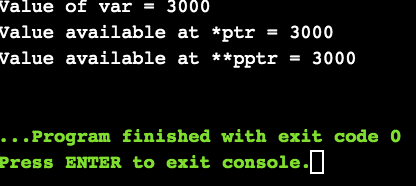 Value of var = 3000
Value available at *ptr = 3000
Value available at **pptr = 3000
...Program finished with exit code 0
Press ENTER to exit console.